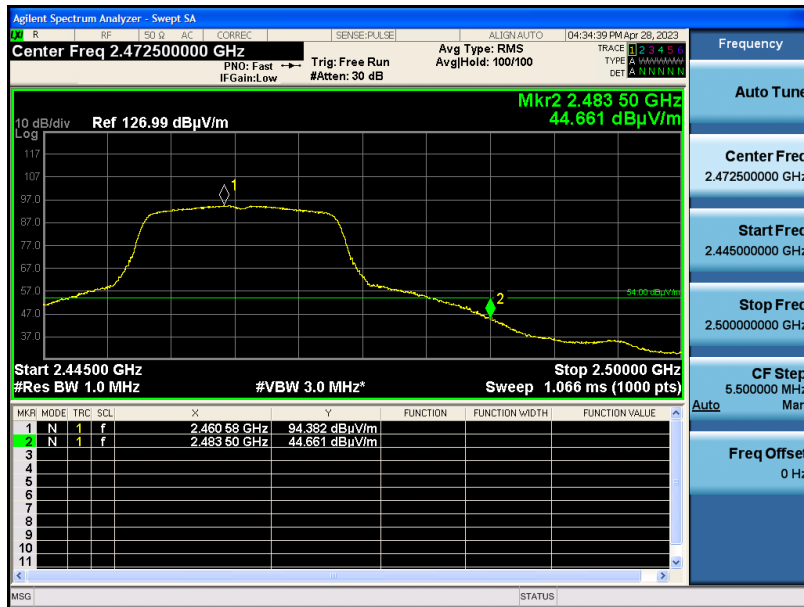 Agilent Spectrum Analyzer - Swept SA
LXI R RF 50 Ω AC CORREC SENSE:PULSE ALIGN AUTO 04:34:39 PM Apr 28, 2023
Center Freq 2.472500000 GHz
PNO: Fast
IFGain:Low
Trig: Free Run
#Atten: 30 dB
Avg Type: RMS
Avg|Hold: 100/100
TRACE 1 2 3 4 5 6
TYPE A WWWWW
DET A N N N N N
Mkr2 2.483 50 GHz
44.661 dBµV/m
10 dB/div Ref 126.99 dBµV/m
Log
117
107
97.0
87.0
77.0
67.0
57.0
47.0
37.0
1
2
54.00 dBµV/m
Start 2.44500 GHz Stop 2.50000 GHz
#Res BW 1.0 MHz #VBW 3.0 MHz* Sweep 1.066 ms (1000 pts)
MKR MODE TRC SCL X Y FUNCTION FUNCTION WIDTH FUNCTION VALUE
1 N 1 f 2.460 58 GHz 94.382 dBµV/m
2 N 1 f 2.483 50 GHz 44.661 dBµV/m
3
4
5
6
7
8
9
10
11
MSG STATUS
Frequency
Auto Tune
Center Freq
2.472500000 GHz
Start Freq
2.445000000 GHz
Stop Freq
2.500000000 GHz
CF Step
5.500000 MHz
Auto Man
Freq Offset
0 Hz